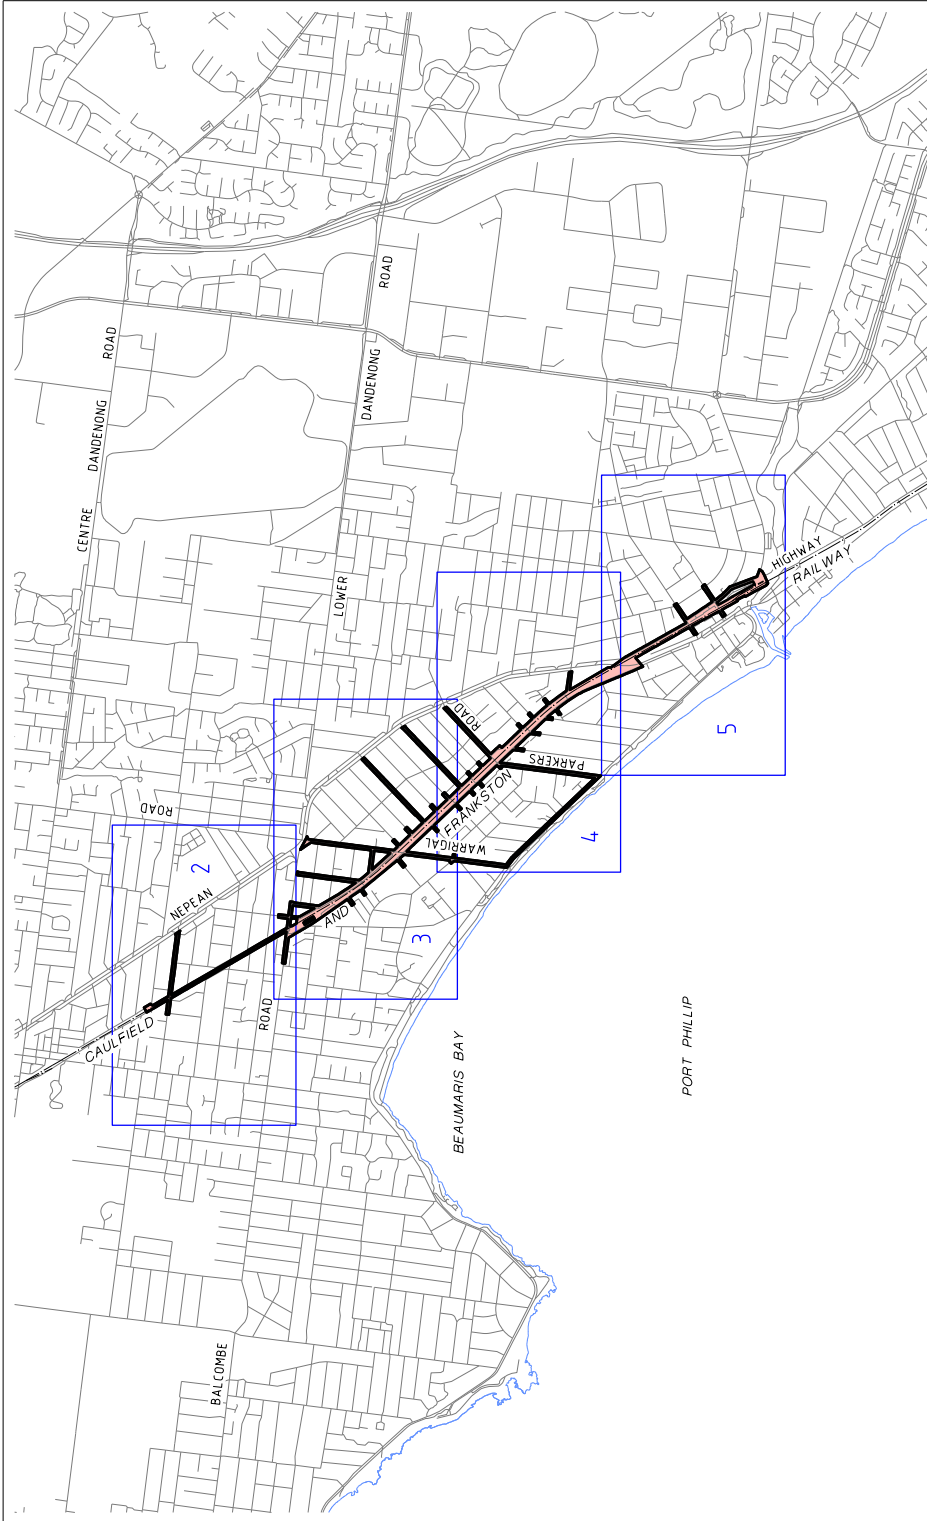 ROAD
ROAD
DANDENONG
DANDENONG
CENTRE
LOWER
HIGHWAY
RAILWAY
ROAD
PARKERS
FRANKSTON
WARRIGAL
ROAD
NEPEAN
AND
ROAD
CAULFIELD
BALCOMBE
2
3
4
5
BEAUMARIS BAY
PORT PHILLIP